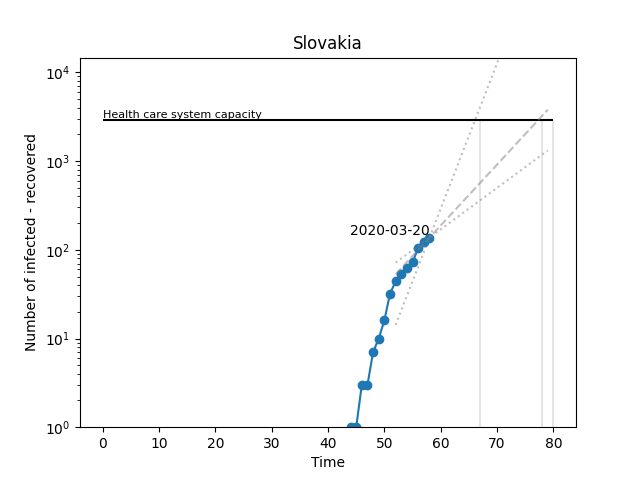 Slovakia
10^4
Health care system capacity
10^3
2020-03-20
10^2
10^1
10^0
Number of infected - recovered
0 10 20 30 40 50 60 70 80
Time